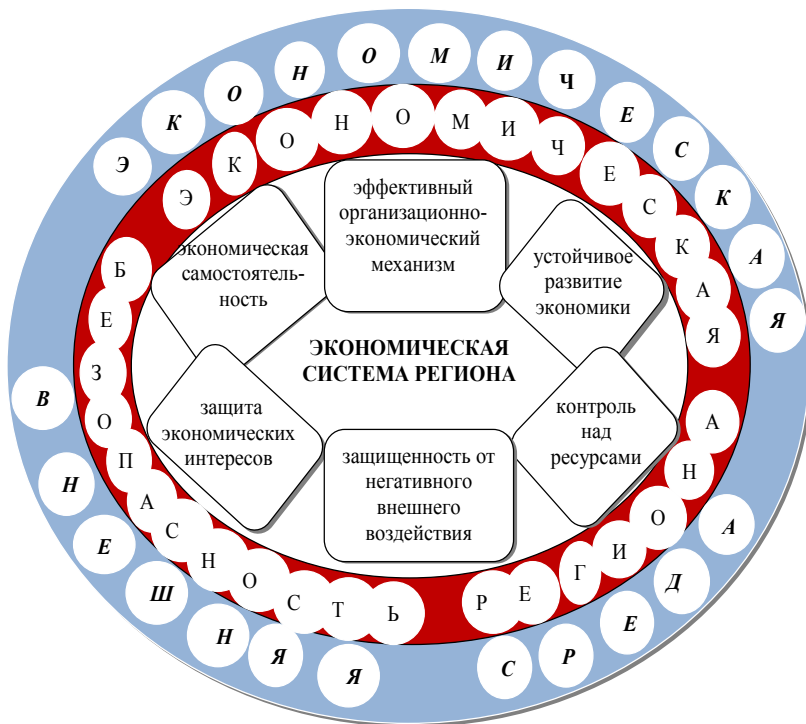 ВНЕШНЯЯ
ЭКОНОМИЧЕСКАЯ
СРЕДА
ЭКОНОМИЧЕСКАЯ
БЕЗОПАСНОСТЬ
РЕГИОНА
эффективный
организационно-
экономический
механизм
экономическая
самостоятель-
ность
устойчивое
развитие
экономики
ЭКОНОМИЧЕСКАЯ
СИСТЕМА РЕГИОНА
защита
экономических
интересов
контроль
над
ресурсами
защищенность от
негативного
внешнего
воздействия